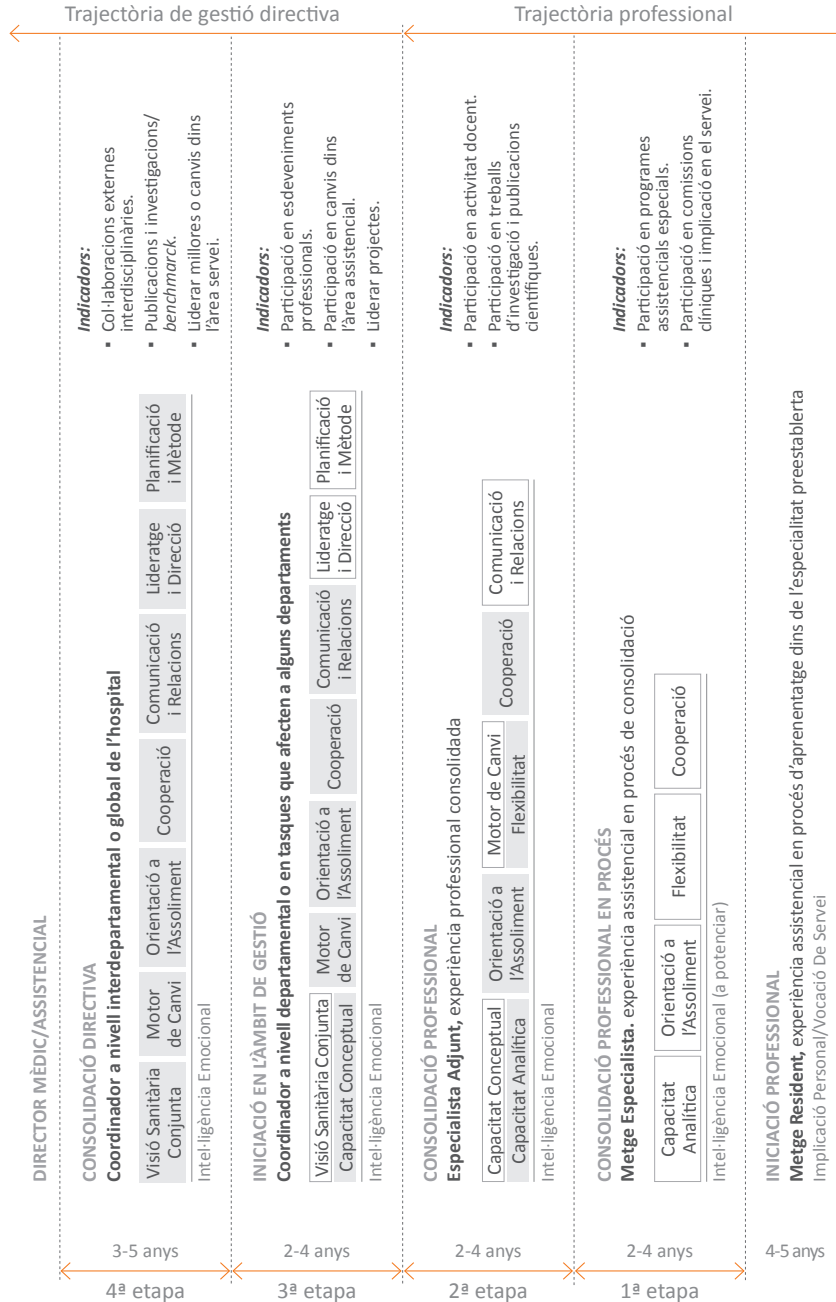 Trajectòria de gestió directiva
Trajectòria professional
DIRECTOR MÈDIC/ASSISTENCIAL
4ª etapa
3-5 anys
CONSOLIDACIÓ DIRECTIVA
Coordinador a nivell interdepartamental o global de l'hospital
Visió Sanitària
Conjunta
Motor
de Canvi
Orientació a
l'Assoliment
Cooperació
Comunicació
i Relacions
Lideratge
i Direcció
Planificació
i Mètode
Intel·ligència Emocional
Indicadors:
▪ Col·laboracions externes
interdisciplinàries.
▪ Publicacions i investigacions/
benchmarck.
▪ Liderar millores o canvis dins
l'àrea servei.
3ª etapa
2-4 anys
INICIACIÓ EN L'ÀMBIT DE GESTIÓ
Coordinador a nivell departamental o en tasques que afecten a alguns departaments
Visió Sanitària Conjunta
Capacitat Conceptual
Motor
de Canvi
Orientació a
l'Assoliment
Cooperació
Comunicació
i Relacions
Lideratge
i Direcció
Planificació
i Mètode
Intel·ligència Emocional
Indicadors:
▪ Participació en esdeveniments
professionals.
▪ Participació en canvis dins
l'àrea assistencial.
▪ Liderar projectes.
2ª etapa
2-4 anys
CONSOLIDACIÓ PROFESSIONAL
Especialista Adjunt, experiència professional consolidada
Capacitat Conceptual
Capacitat Analítica
Orientació a
l'Assoliment
Motor de Canvi
Flexibilitat
Cooperació
Comunicació
i Relacions
Intel·ligència Emocional
Indicadors:
▪ Participació en activitat docent.
▪ Participació en treballs
d'investigació i publicacions
científiques.
1ª etapa
2-4 anys
CONSOLIDACIÓ PROFESSIONAL EN PROCÉS
Metge Especialista. experiència assistencial en procés de consolidació
Capacitat
Analítica
Orientació a
l'Assoliment
Flexibilitat
Cooperació
Intel·ligència Emocional (a potenciar)
Indicadors:
▪ Participació en programes
assistencials especials.
▪ Participació en comissions
clíniques i implicació en el servei.
4-5 anys
INICIACIÓ PROFESSIONAL
Metge Resident, experiència assistencial en procés d'aprenentatge dins de l'especialitat preestablerta
Implicació Personal/Vocació De Servei